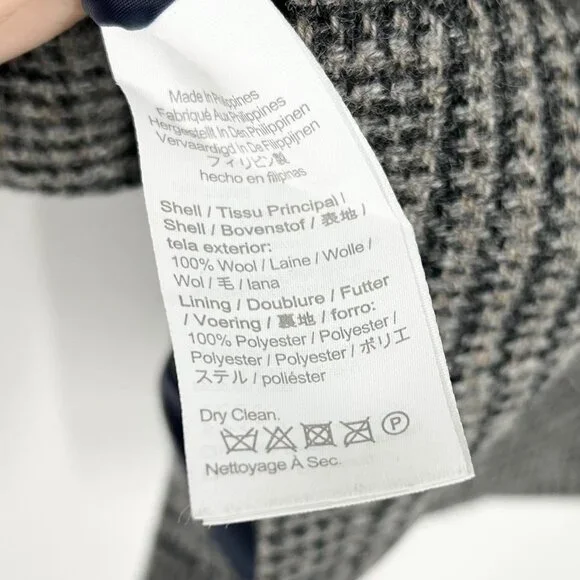 Made In Philippines
Fabriqué Aux Philippines
Hergestellt In Den Philippinen
Vervaardigd In De Filippijnen
フィリピン製
hecho en filipinas
Shell / Tissu Principal /
Shell / Bovenstof / 表地 /
tela exterior:
100% Wool / Laine / Wolle /
Wol / 毛 / lana
Lining / Doublure / Futter
/ Voering / 裏地 / forro:
100% Polyester / Polyester /
Polyester / Polyester / ポリエ
ステル / poliéster
Dry Clean.
P
Nettoyage À Sec.